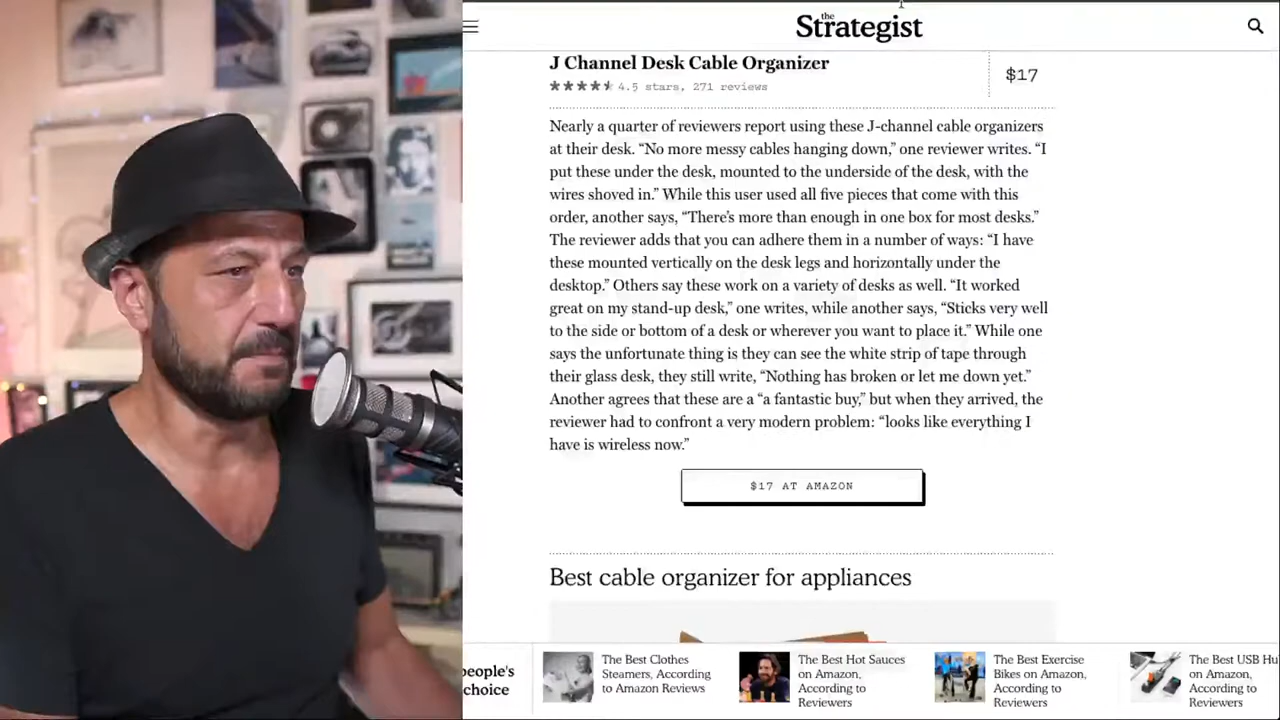 the
Strategist
J Channel Desk Cable Organizer
4.5 stars, 271 reviews
$17
Nearly a quarter of reviewers report using these J-channel cable organizers
at their desk. “No more messy cables hanging down,” one reviewer writes. “I
put these under the desk, mounted to the underside of the desk, with the
wires shoved in.” While this user used all five pieces that come with this
order, another says, “There’s more than enough in one box for most desks.”
The reviewer adds that you can adhere them in a number of ways: “I have
these mounted vertically on the desk legs and horizontally under the
desktop.” Others say these work on a variety of desks as well. “It worked
great on my stand-up desk,” one writes, while another says, “Sticks very well
to the side or bottom of a desk or wherever you want to place it.” While one
says the unfortunate thing is they can see the white strip of tape through
their glass desk, they still write, “Nothing has broken or let me down yet.”
Another agrees that these are a “a fantastic buy,” but when they arrived, the
reviewer had to confront a very modern problem: “looks like everything I
have is wireless now.”
$17 AT AMAZON
Best cable organizer for appliances
people's
choice
The Best Clothes
Steamers, According
to Amazon Reviews
The Best Hot Sauces
on Amazon,
According to
Reviewers
The Best Exercise
Bikes on Amazon,
According to
Reviewers
The Best USB Hu
on Amazon,
According to
Reviewers